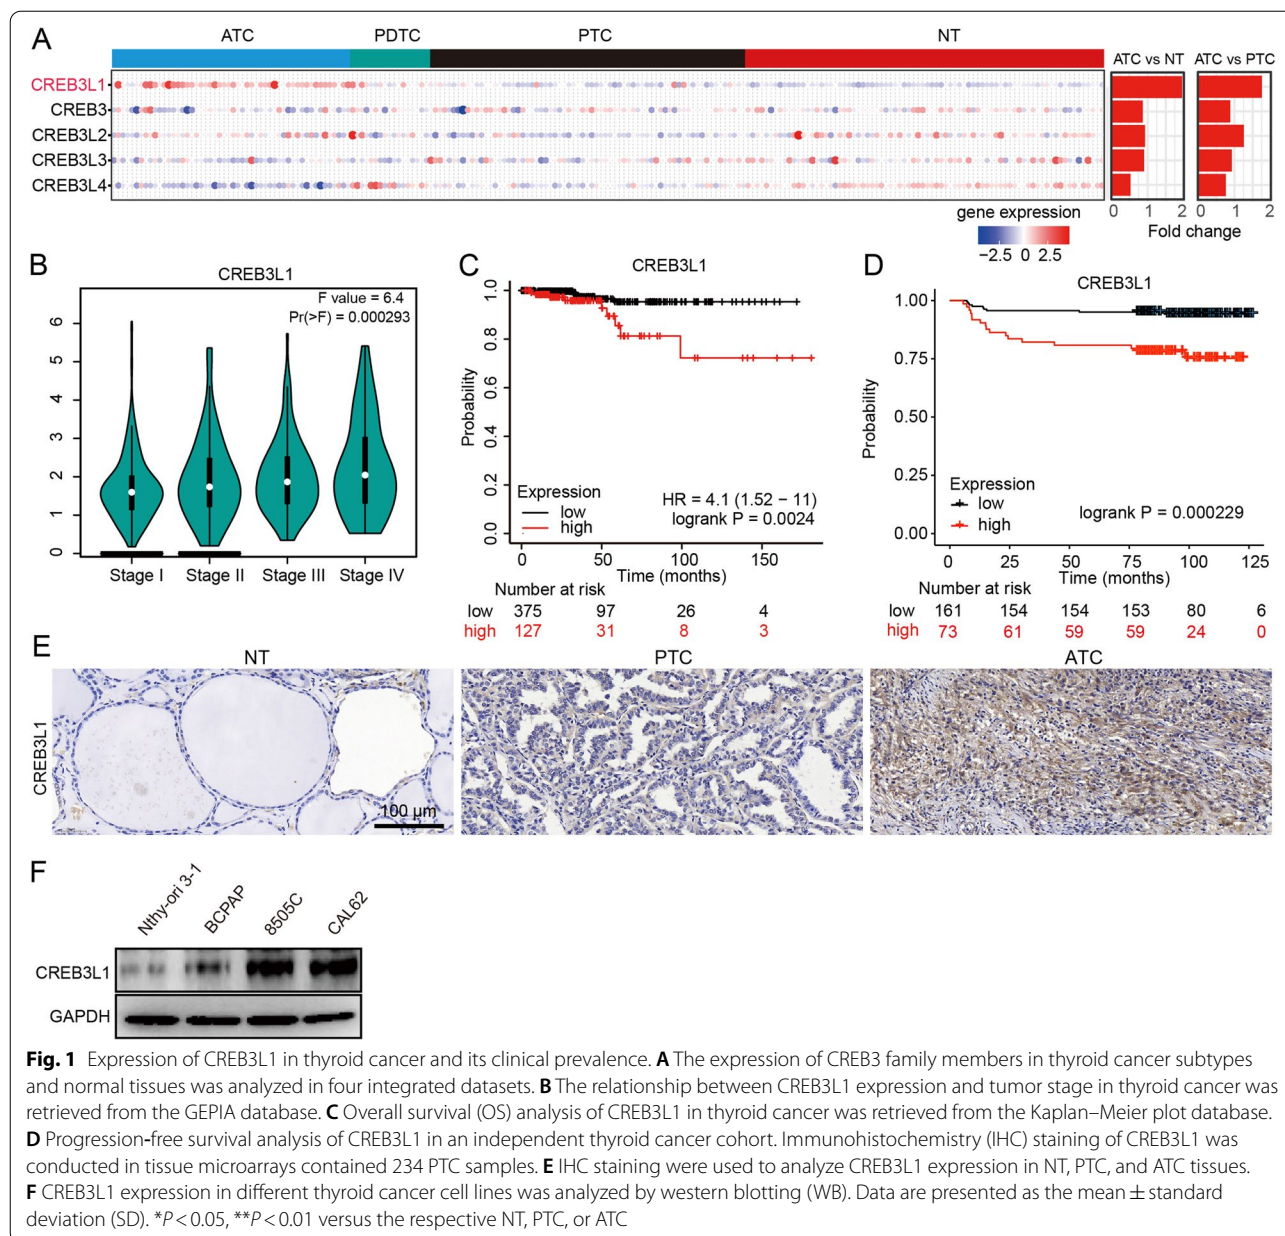 A
ATC PDTC PTC NT
ATC vs NT ATC vs PTC
CREB3L1
CREB3
CREB3L2
CREB3L3
CREB3L4
0 1 2 0 1 2
Fold change
gene expression
−2.5 0 2.5
B
CREB3L1
F value = 6.4
Pr(>F) = 0.000293
6
5
4
3
2
1
0
Stage I Stage II Stage III Stage IV
C
CREB3L1
Probability
1.0
0.8
0.6
0.4
0.2
0.0
Expression
low
high
HR = 4.1 (1.52 − 11)
logrank P = 0.0024
0 50 100 150
Time (months)
Number at risk
low 375 97 26 4
high 127 31 8 3
D
CREB3L1
Probability
1.00
0.75
0.50
0.25
0.00
Expression
low
high
logrank P = 0.000229
0 25 50 75 100 125
Time (months)
Number at risk
low 161 154 154 153 80 6
high 73 61 59 59 24 0
E
NT PTC ATC
CREB3L1
100 μm
F
Nthy-ori 3-1 BCPAP 8505C CAL62
CREB3L1
GAPDH
Fig. 1 Expression of CREB3L1 in thyroid cancer and its clinical prevalence. A The expression of CREB3 family members in thyroid cancer subtypes
and normal tissues was analyzed in four integrated datasets. B The relationship between CREB3L1 expression and tumor stage in thyroid cancer was
retrieved from the GEPIA database. C Overall survival (OS) analysis of CREB3L1 in thyroid cancer was retrieved from the Kaplan–Meier plot database.
D Progression-free survival analysis of CREB3L1 in an independent thyroid cancer cohort. Immunohistochemistry (IHC) staining of CREB3L1 was
conducted in tissue microarrays contained 234 PTC samples. E IHC staining were used to analyze CREB3L1 expression in NT, PTC, and ATC tissues.
F CREB3L1 expression in different thyroid cancer cell lines was analyzed by western blotting (WB). Data are presented as the mean ± standard
deviation (SD). *P < 0.05, **P < 0.01 versus the respective NT, PTC, or ATC